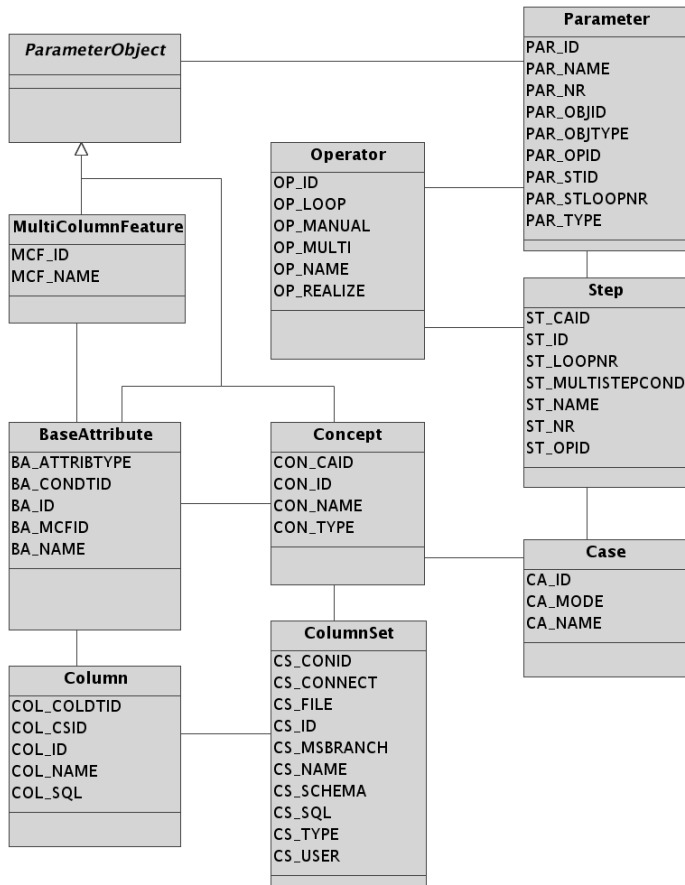 ParameterObject
Parameter
PAR_ID
PAR_NAME
PAR_NR
PAR_OBJID
PAR_OBJTYPE
PAR_OPID
PAR_STID
PAR_STLOOPNR
PAR_TYPE
Operator
OP_ID
OP_LOOP
OP_MANUAL
OP_MULTI
OP_NAME
OP_REALIZE
MultiColumnFeature
MCF_ID
MCF_NAME
Step
ST_CAID
ST_ID
ST_LOOPNR
ST_MULTISTEPCOND
ST_NAME
ST_NR
ST_OPID
BaseAttribute
BA_ATTRIBTYPE
BA_CONDTID
BA_ID
BA_MCFID
BA_NAME
Concept
CON_CAID
CON_ID
CON_NAME
CON_TYPE
Case
CA_ID
CA_MODE
CA_NAME
Column
COL_COLDTID
COL_CSID
COL_ID
COL_NAME
COL_SQL
ColumnSet
CS_CONID
CS_CONNECT
CS_FILE
CS_ID
CS_MSBRANCH
CS_NAME
CS_SCHEMA
CS_SQL
CS_TYPE
CS_USER